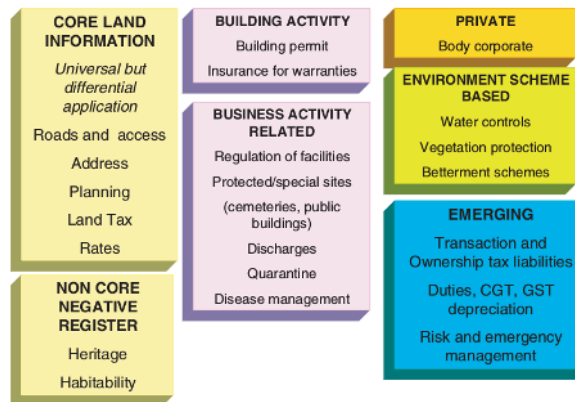 CORE LAND
INFORMATION
Universal but
differential
application
Roads and access
Address
Planning
Land Tax
Rates
NON CORE
NEGATIVE
REGISTER
Heritage
Habitability
BUILDING ACTIVITY
Building permit
Insurance for warranties
BUSINESS ACTIVITY
RELATED
Regulation of facilities
Protected/special sites
(cemeteries, public
buildings)
Discharges
Quarantine
Disease management
PRIVATE
Body corporate
ENVIRONMENT SCHEME
BASED
Water controls
Vegetation protection
Betterment schemes
EMERGING
Transaction and
Ownership tax liabilities
Duties, CGT, GST
depreciation
Risk and emergency
management